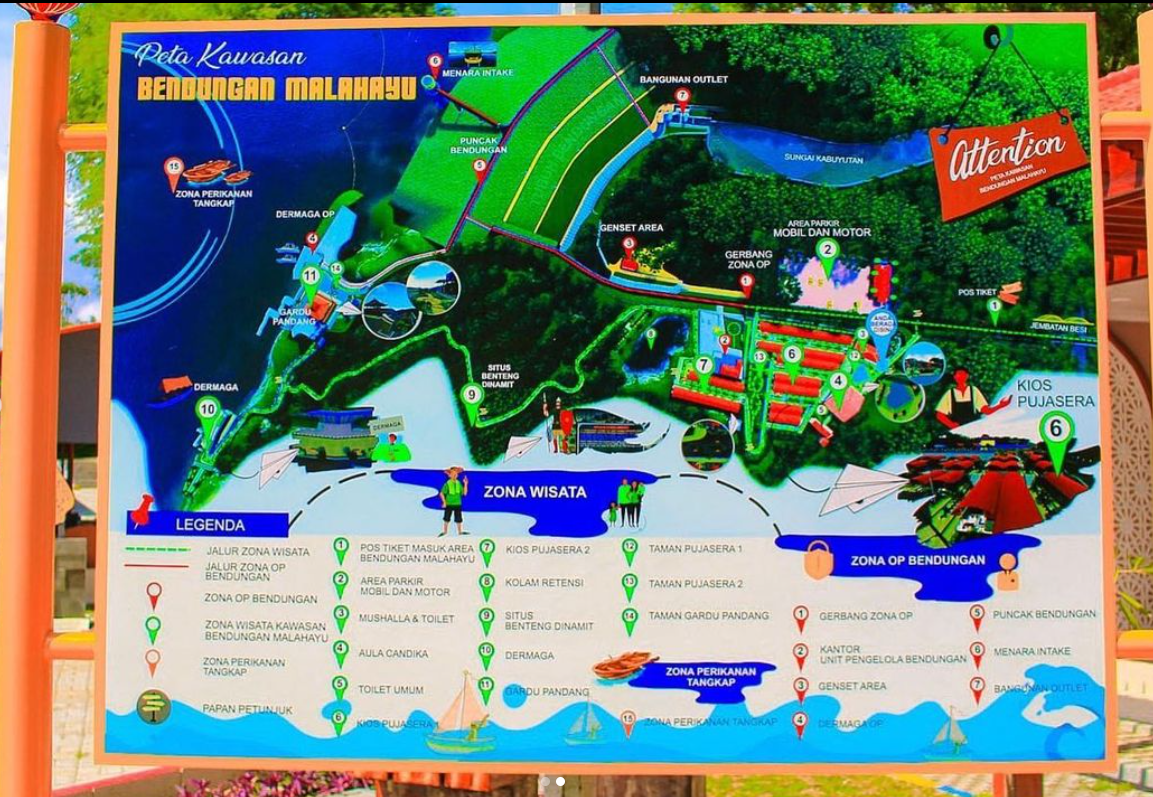 Peta Kawasan
BENDUNGAN MALAHAYU
6
MENARA INTAKE
BANGUNAN OUTLET
7
PUNCAK
BENDUNGAN
5
SUNGAI KABUYUTAN
Attention
PETA KAWASAN
BENDUNGAN MALAHAYU
15
ZONA PERIKANAN
TANGKAP
DERMAGA OP
4
11
14
GARDU
PANDANG
GENSET AREA
3
GERBANG
ZONA OP
1
AREA PARKIR
MOBIL DAN MOTOR
2
POS TIKET
1
JEMBATAN BESI
ANDA
BERADA
DISINI
8
2
7
13
6
3
12
4
5
SITUS
BENTENG
DINAMIT
9
DERMAGA
10
DERMAGA
KIOS
PUJASERA
6
ZONA WISATA
LEGENDA
JALUR ZONA WISATA
JALUR ZONA OP
BENDUNGAN
ZONA OP BENDUNGAN
ZONA WISATA KAWASAN
BENDUNGAN MALAHAYU
ZONA PERIKANAN
TANGKAP
PAPAN PETUNJUK
1 POS TIKET MASUK AREA
BENDUNGAN MALAHAYU
2 AREA PARKIR
MOBIL DAN MOTOR
3 MUSHALLA & TOILET
4 AULA CANDIKA
5 TOILET UMUM
6 KIOS PUJASERA 1
7 KIOS PUJASERA 2
8 KOLAM RETENSI
9 SITUS
BENTENG DINAMIT
10 DERMAGA
11 GARDU PANDANG
12 TAMAN PUJASERA 1
13 TAMAN PUJASERA 2
14 TAMAN GARDU PANDANG
ZONA PERIKANAN
TANGKAP
15 ZONA PERIKANAN TANGKAP
ZONA OP BENDUNGAN
1 GERBANG ZONA OP
2 KANTOR
UNIT PENGELOLA BENDUNGAN
3 GENSET AREA
4 DERMAGA OP
5 PUNCAK BENDUNGAN
6 MENARA INTAKE
7 BANGUNAN OUTLET